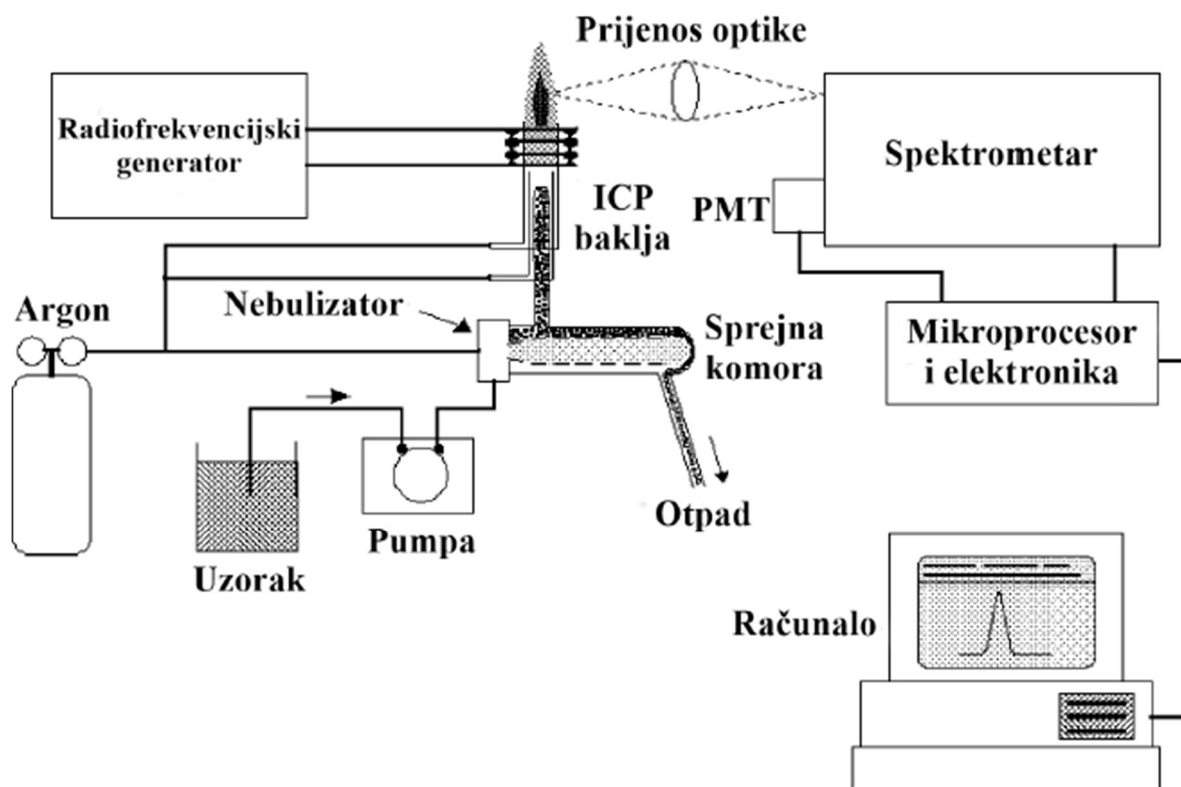 Prijenos optike
Radiofrekvencijski
generator
Spektrometar
ICP
baklja
PMT
Nebulizator
Argon
Sprejna
komora
Mikroprocesor
i elektronika
Pumpa
Otpad
Uzorak
Računalo